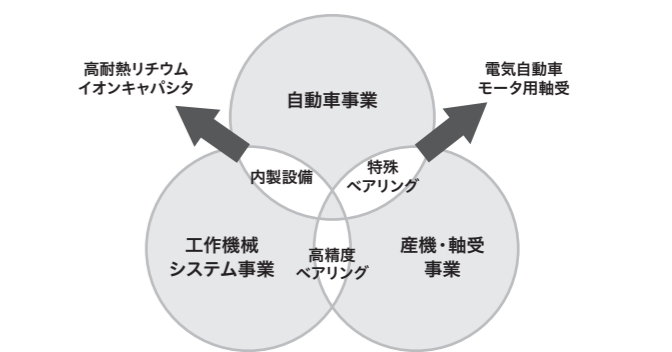 高耐熱リチウム
イオンキャパシタ
電気自動車
モータ用軸受
自動車事業
内製設備
特殊
ベアリング
工作機械
システム事業
高精度
ベアリング
産機・軸受
事業